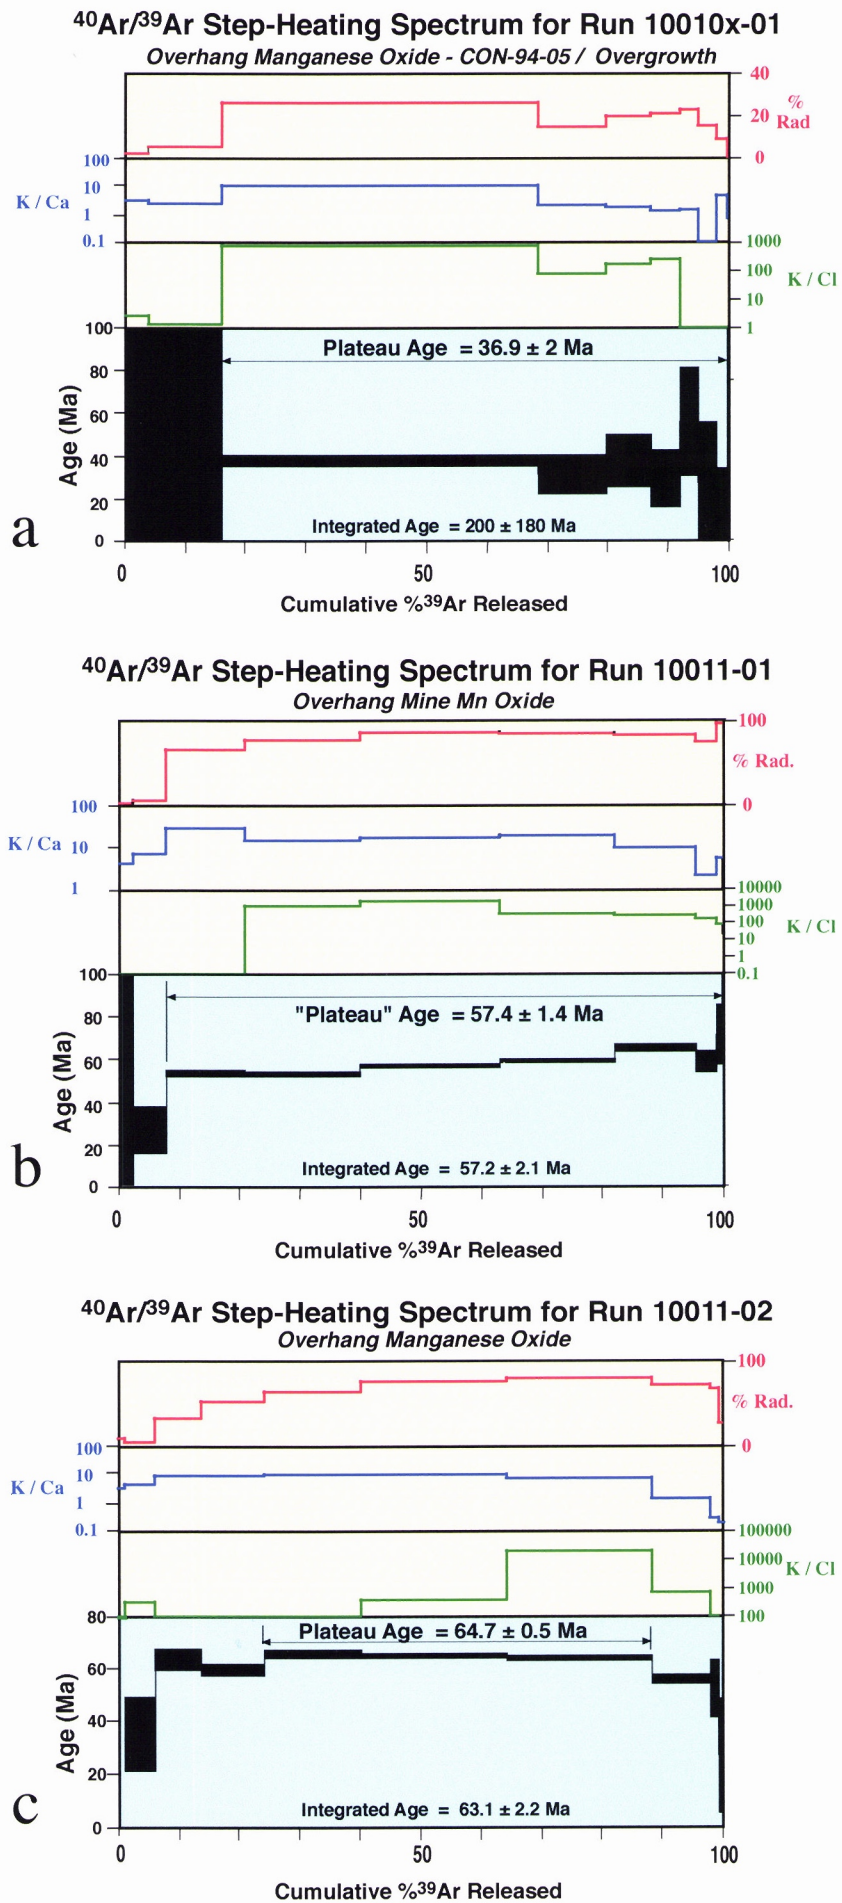 ⁴⁰Ar/³⁹Ar Step-Heating Spectrum for Run 10010x-01
Overhang Manganese Oxide - CON-94-05 / Overgrowth
40
%
20
Rad
0
100
10
K / Ca
1
0.1
1000
100
K / Cl
10
1
100
Plateau Age = 36.9 ± 2 Ma
80
60
Age (Ma)
40
20
Integrated Age = 200 ± 180 Ma
a
0
0 50 100
Cumulative %³⁹Ar Released
⁴⁰Ar/³⁹Ar Step-Heating Spectrum for Run 10011-01
Overhang Mine Mn Oxide
100
% Rad.
0
100
K / Ca 10
1
10000
1000
100
K / Cl
10
1
0.1
100
"Plateau" Age = 57.4 ± 1.4 Ma
80
60
Age (Ma)
40
20
Integrated Age = 57.2 ± 2.1 Ma
b
0
0 50 100
Cumulative %³⁹Ar Released
⁴⁰Ar/³⁹Ar Step-Heating Spectrum for Run 10011-02
Overhang Manganese Oxide
100
% Rad.
0
100
10
K / Ca
1
0.1
100000
10000
K / Cl
1000
100
80
Plateau Age = 64.7 ± 0.5 Ma
60
Age (Ma)
40
20
Integrated Age = 63.1 ± 2.2 Ma
c
0
0 50 100
Cumulative %³⁹Ar Released